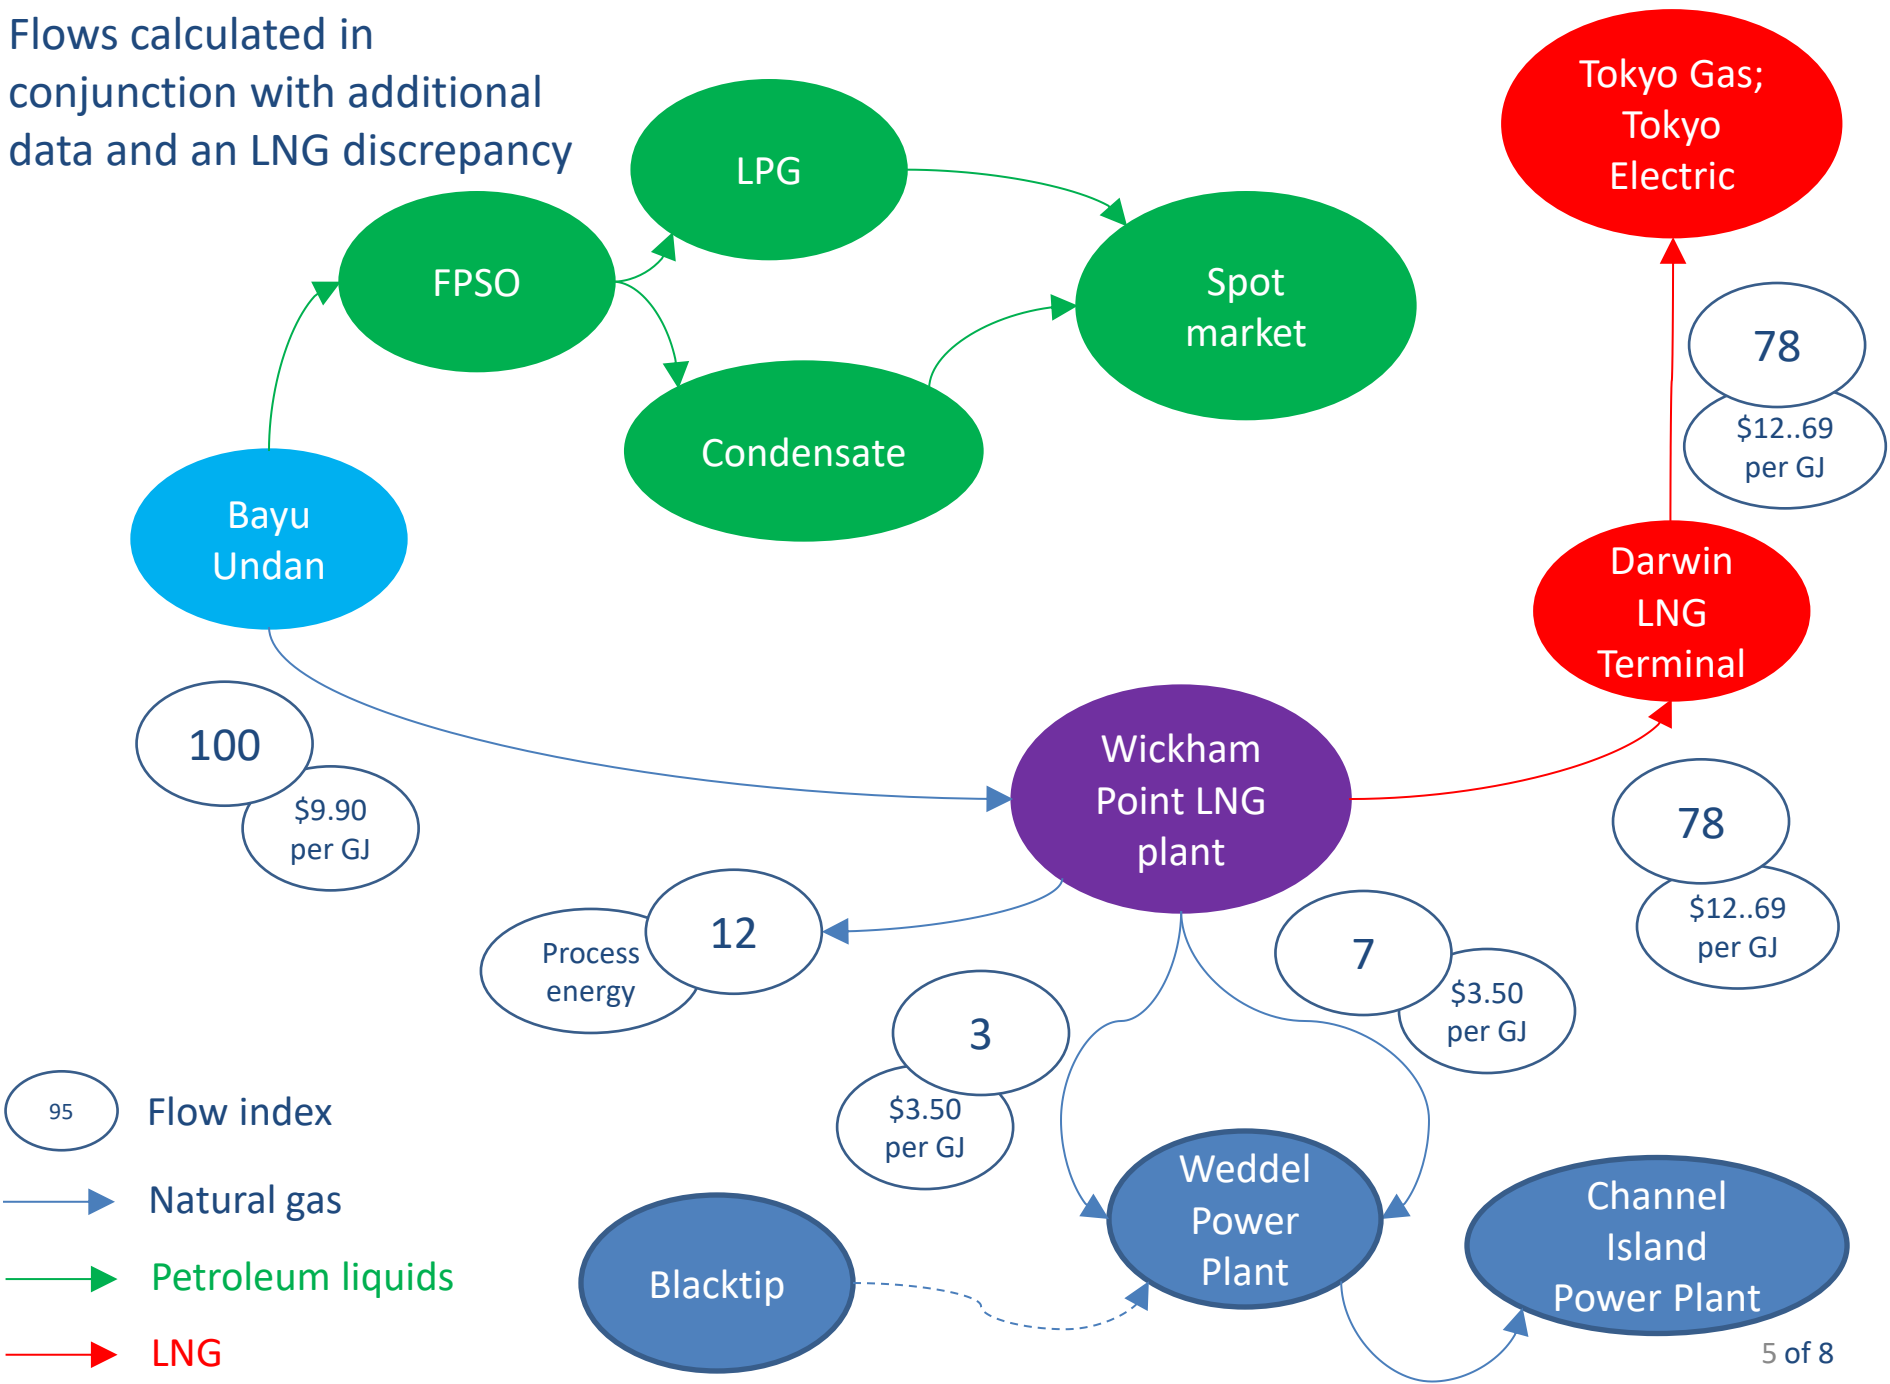 Flows calculated in
conjunction with additional
data and an LNG discrepancy
LPG
FPSO
Condensate
Spot
market
Tokyo Gas;
Tokyo
Electric
78
$12..69
per GJ
Bayu
Undan
Darwin
LNG
Terminal
100
$9.90
per GJ
Wickham
Point LNG
plant
78
$12..69
per GJ
12
Process
energy
7
$3.50
per GJ
3
$3.50
per GJ
95
Flow index
Natural gas
Petroleum liquids
LNG
Blacktip
Weddel
Power
Plant
Channel
Island
Power Plant
5 of 8